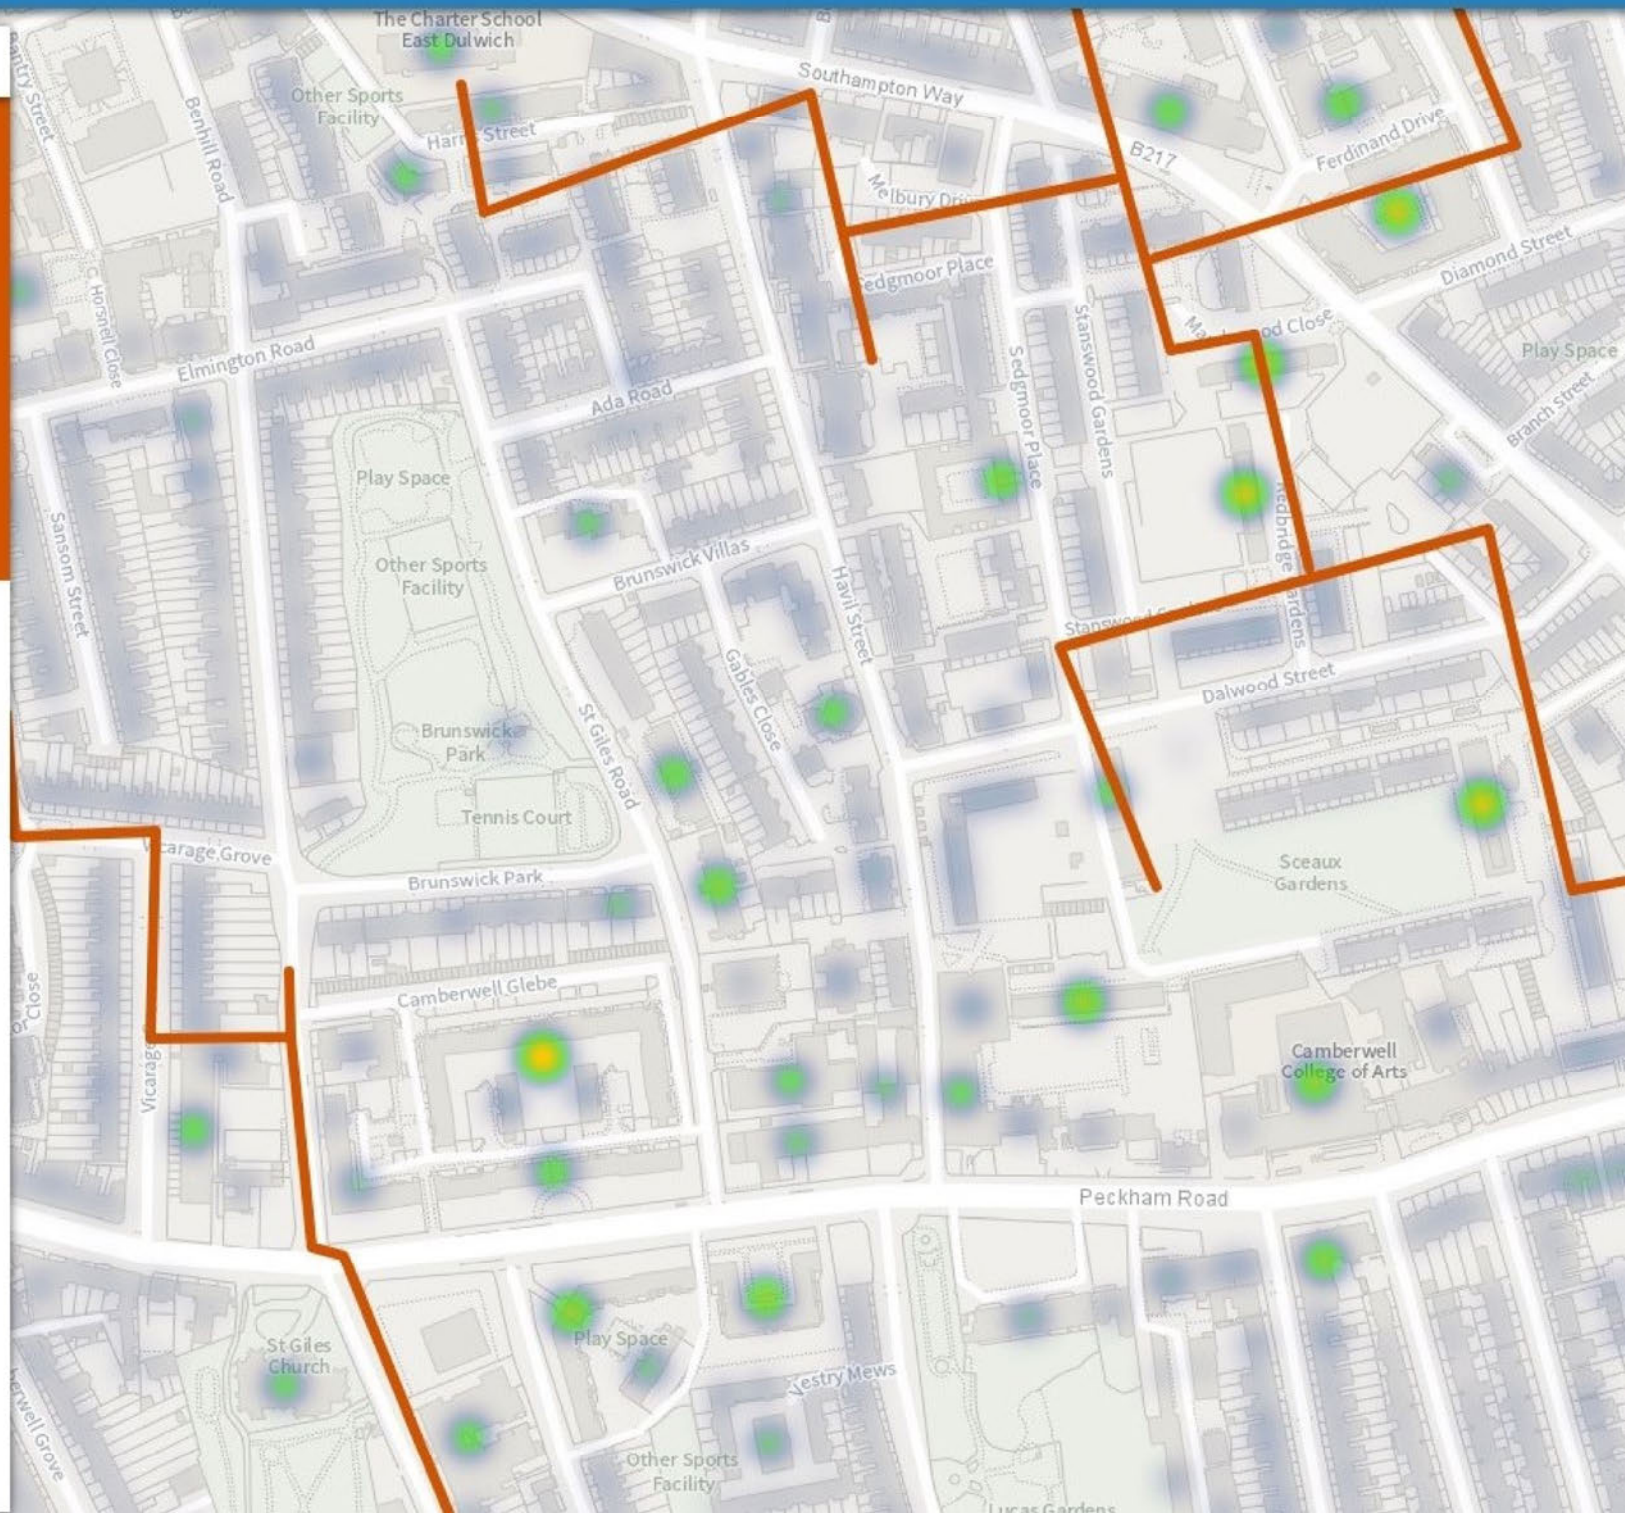 The Charter School
East Dulwich
Other Sports
Facility
Benhill Road
Southampton Way
B217
Ferdinand Drive
Melbury
Diamond Street
Sedgmoor Place
Horsnell Close
Elmington Road
Close
Play Space
Stanswood Gardens
Sedgmoor Place
Ada Road
Branch Street
Play Space
Sansom Street
Other Sports
Facility
Brunswick Villas
Havil Street
Dalwood Street
Gables Close
St Giles Road
Brunswick
Park
Tennis Court
Vicarage Grove
Brunswick Park
Sceaux
Gardens
Close
Camberwell Glebe
Camberwell
College of Arts
Peckham Road
St Giles
Church
Play Space
Vestry Mews
Other Sports
Facility
Lucas Gardens